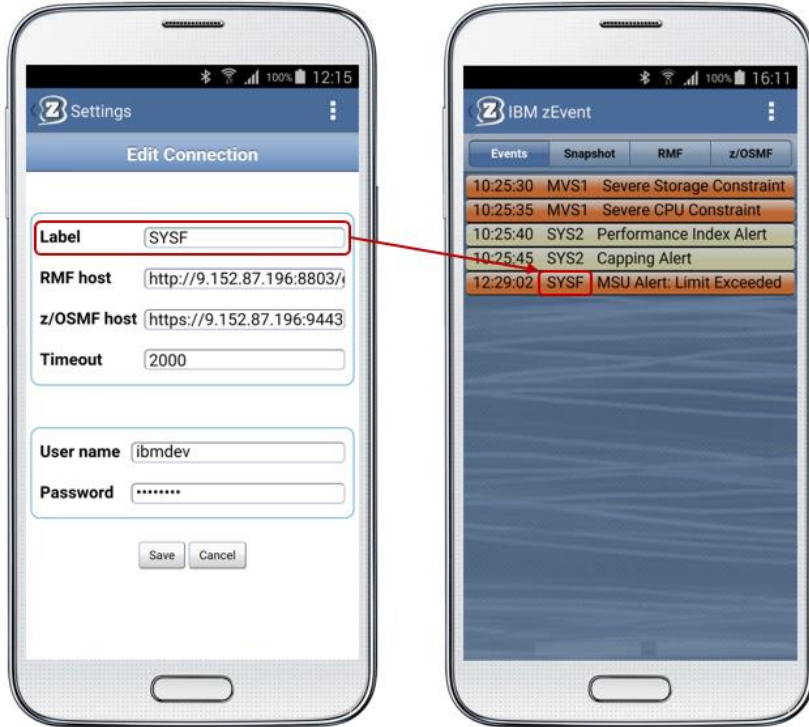 100% 12:15
Z Settings
Edit Connection
Label SYSF
RMF host http://9.152.87.196:8803/
z/OSMF host https://9.152.87.196:9443
Timeout 2000
User name ibmdev
Password ••••••••
Save Cancel
100% 16:11
Z IBM zEvent
Events Snapshot RMF z/OSMF
10:25:30 MVS1 Severe Storage Constraint
10:25:35 MVS1 Severe CPU Constraint
10:25:40 SYS2 Performance Index Alert
10:25:45 SYS2 Capping Alert
12:29:02 SYSF MSU Alert: Limit Exceeded